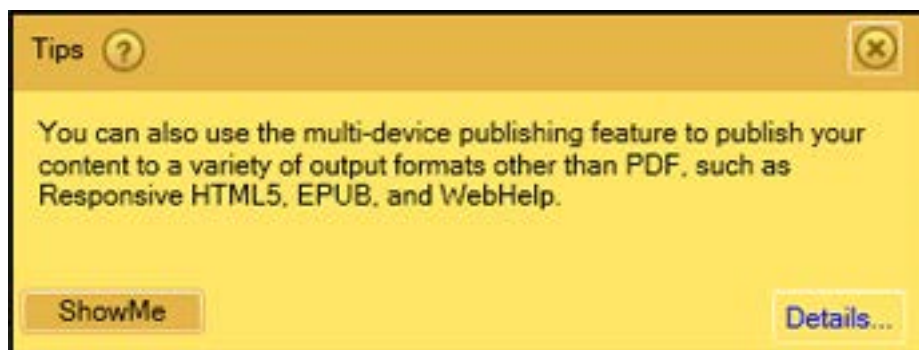 Tips ?
You can also use the multi-device publishing feature to publish your
content to a variety of output formats other than PDF, such as
Responsive HTML5, EPUB, and WebHelp.
ShowMe
Details...